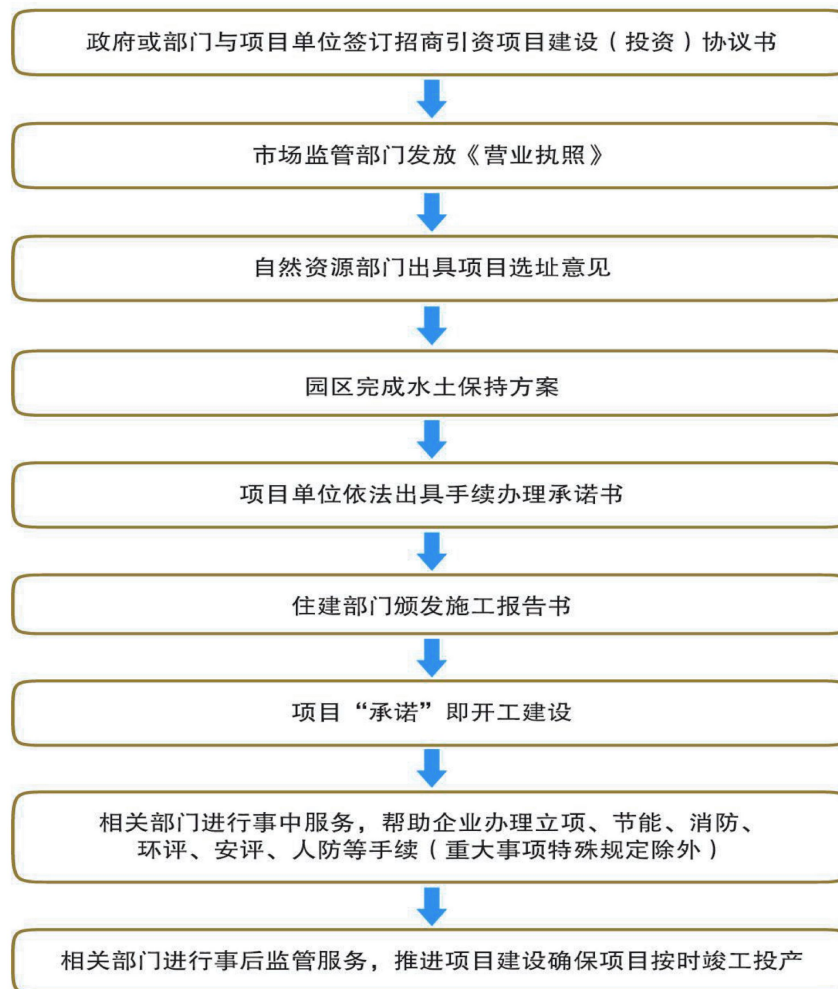 政府或部门与项目单位签订招商引资项目建设（投资）协议书
市场监管部门发放《营业执照》
自然资源部门出具项目选址意见
园区完成水土保持方案
项目单位依法出具手续办理承诺书
住建部门颁发施工报告书
项目“承诺”即开工建设
相关部门进行事中服务，帮助企业办理立项、节能、消防、
环评、安评、人防等手续（重大事项特殊规定除外）
相关部门进行事后监管服务，推进项目建设确保项目按时竣工投产